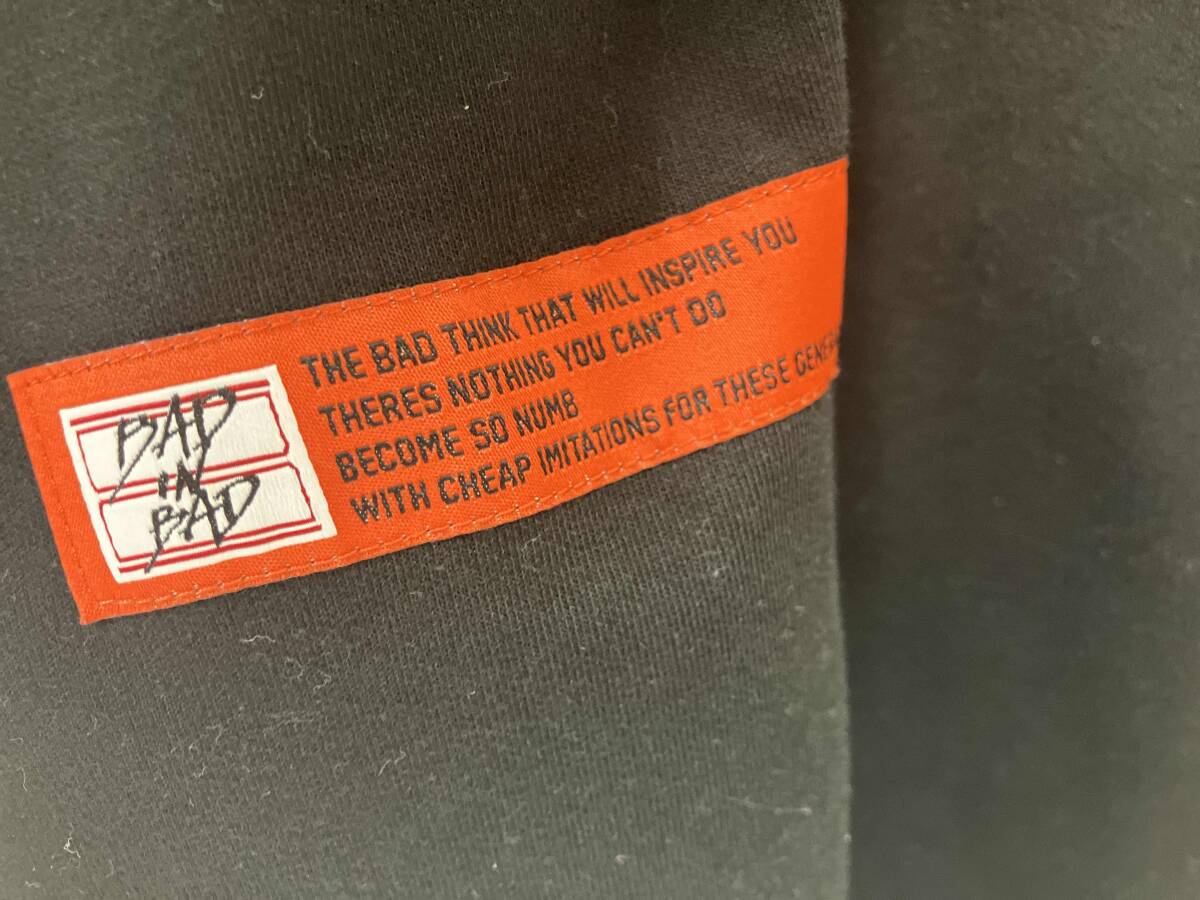 BAD
IN
BAD
THE BAD THINK THAT WILL INSPIRE YOU
THERES NOTHING YOU CAN'T DO
BECOME SO NUMB
WITH CHEAP IMITATIONS FOR THESE